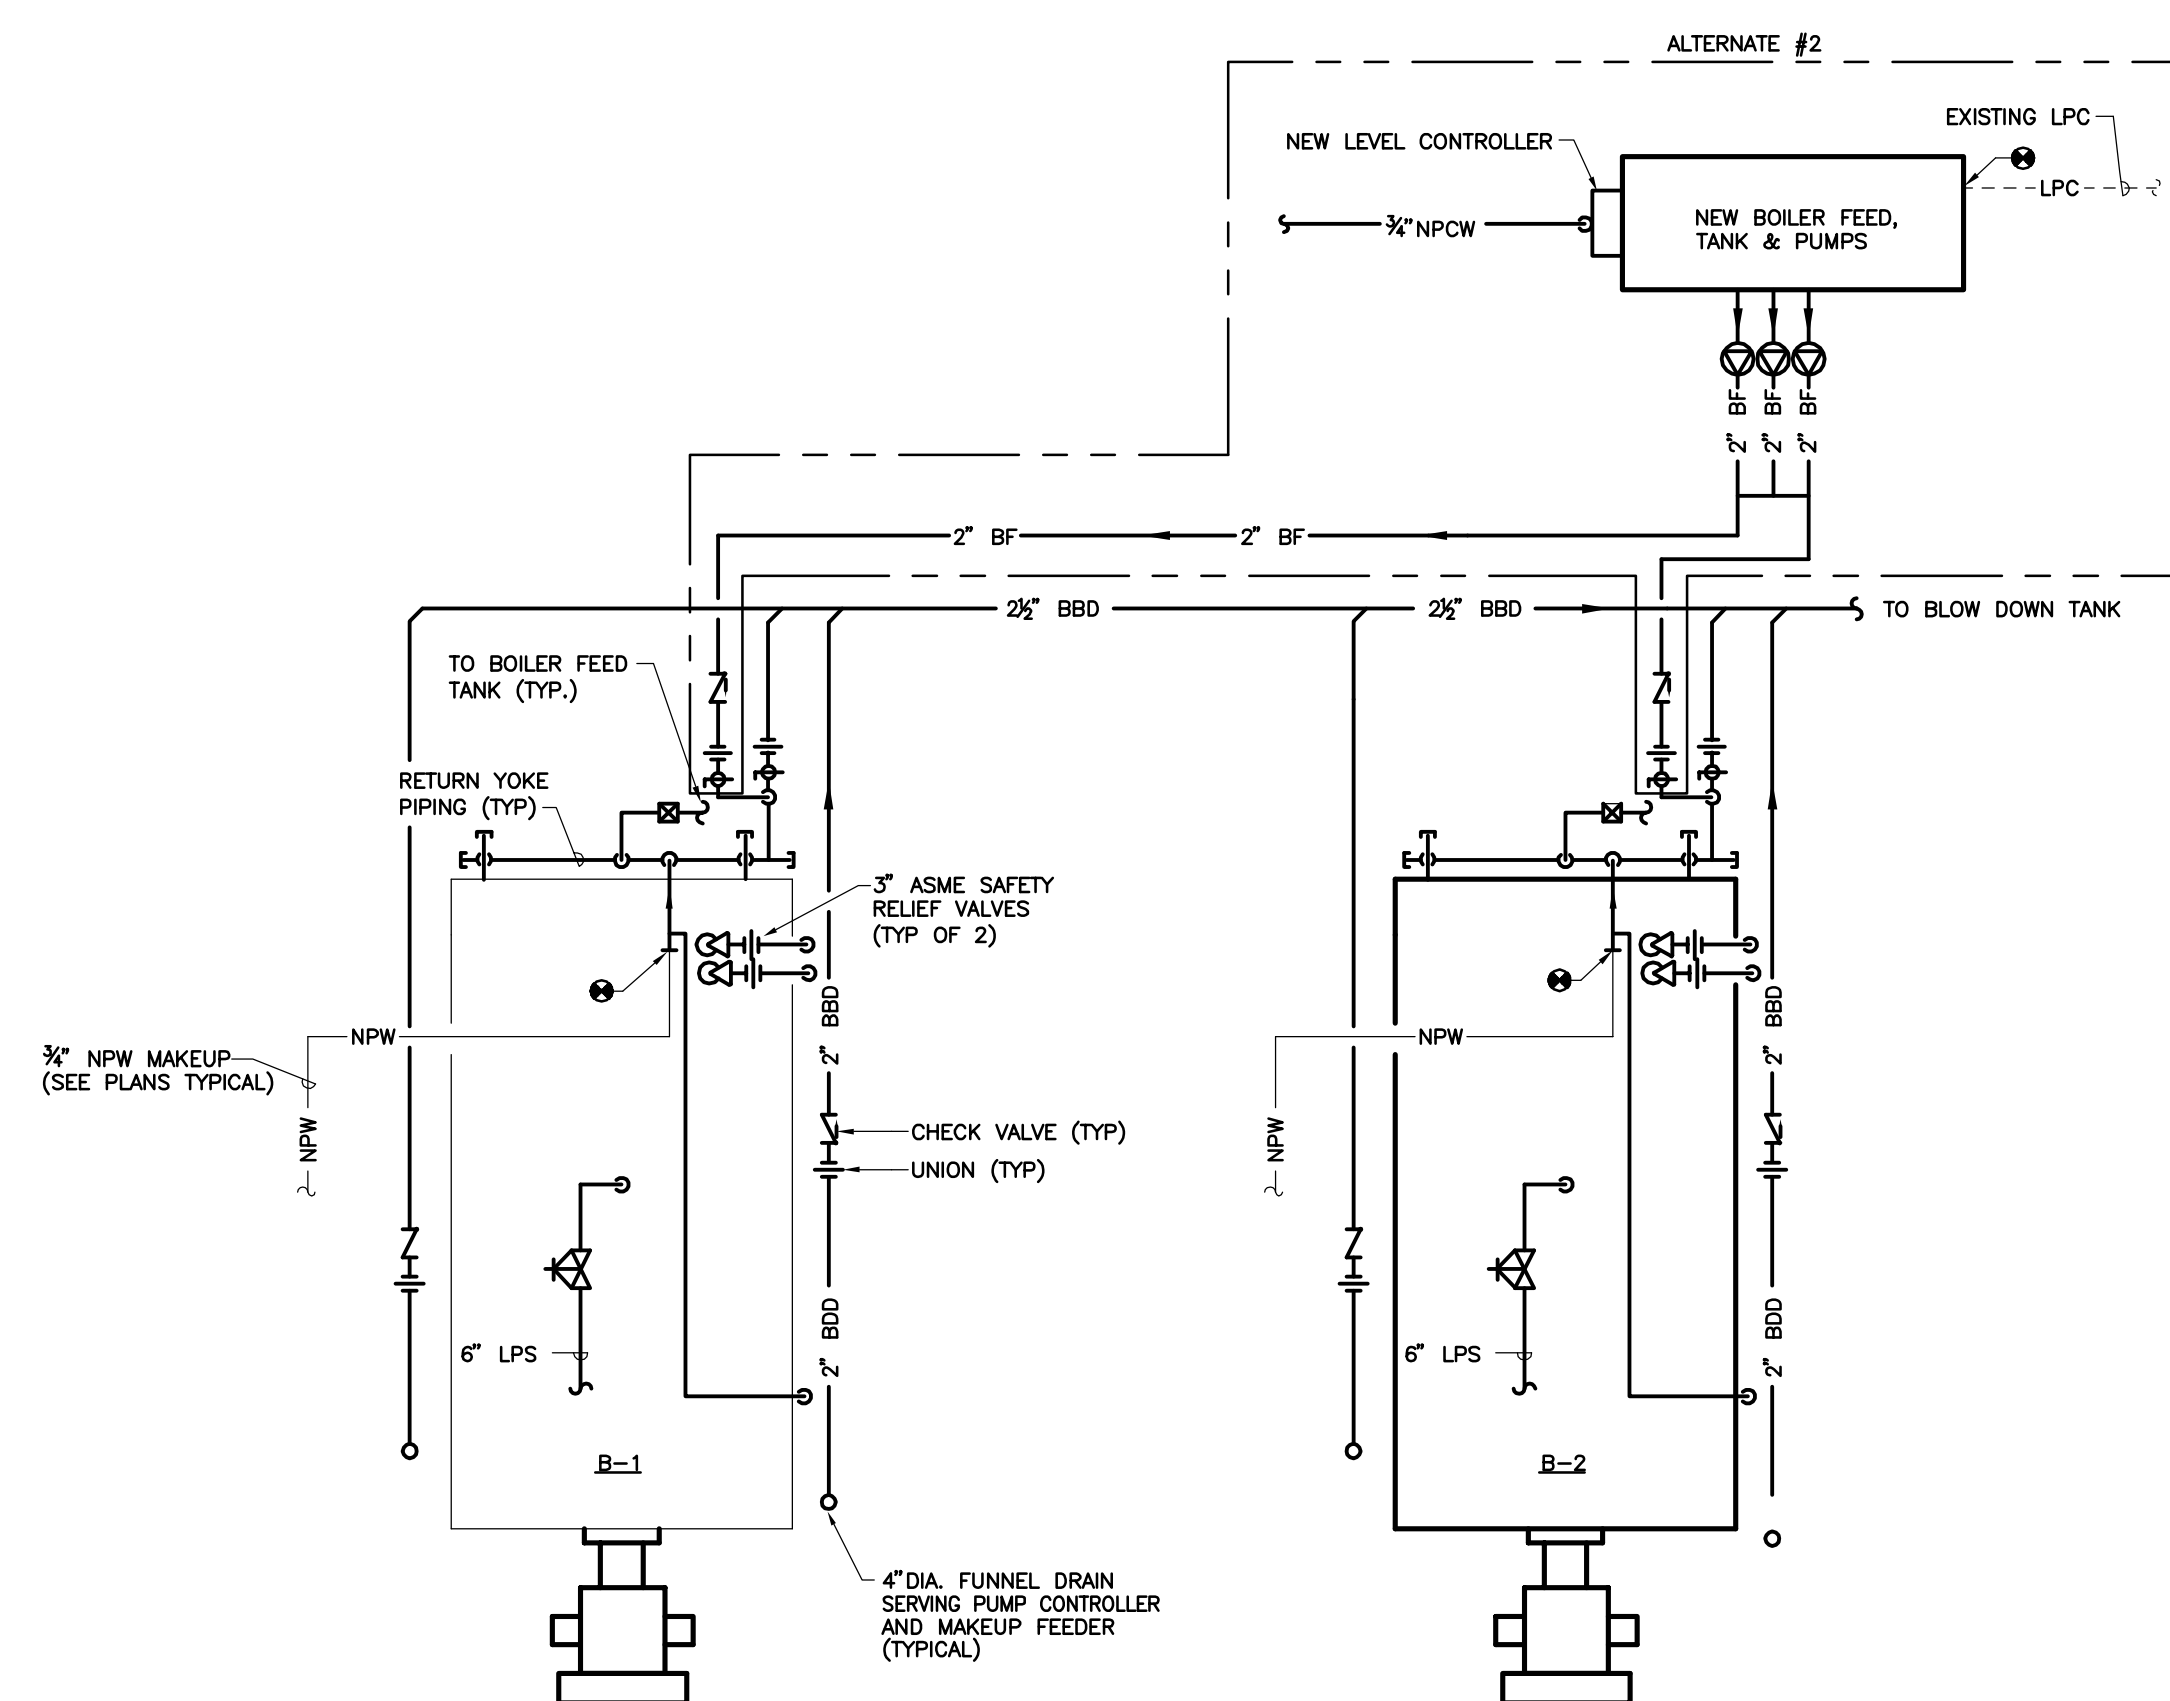 ALTERNATE #2
EXISTING LPC
NEW LEVEL CONTROLLER
LPC
¾" NPCW
NEW BOILER FEED,
TANK & PUMPS
2" BF
2" BF
2" BF
2" BF
2" BF
2½" BBD
2½" BBD
TO BLOW DOWN TANK
TO BOILER FEED
TANK (TYP.)
RETURN YOKE
PIPING (TYP)
3" ASME SAFETY
RELIEF VALVES
(TYP OF 2)
NPW
¾" NPW MAKEUP
(SEE PLANS TYPICAL)
NPW
2" BBD
CHECK VALVE (TYP)
UNION (TYP)
2" BDD
6" LPS
B-1
4" DIA. FUNNEL DRAIN
SERVING PUMP CONTROLLER
AND MAKEUP FEEDER
(TYPICAL)
NPW
NPW
2" BBD
2" BDD
6" LPS
B-2